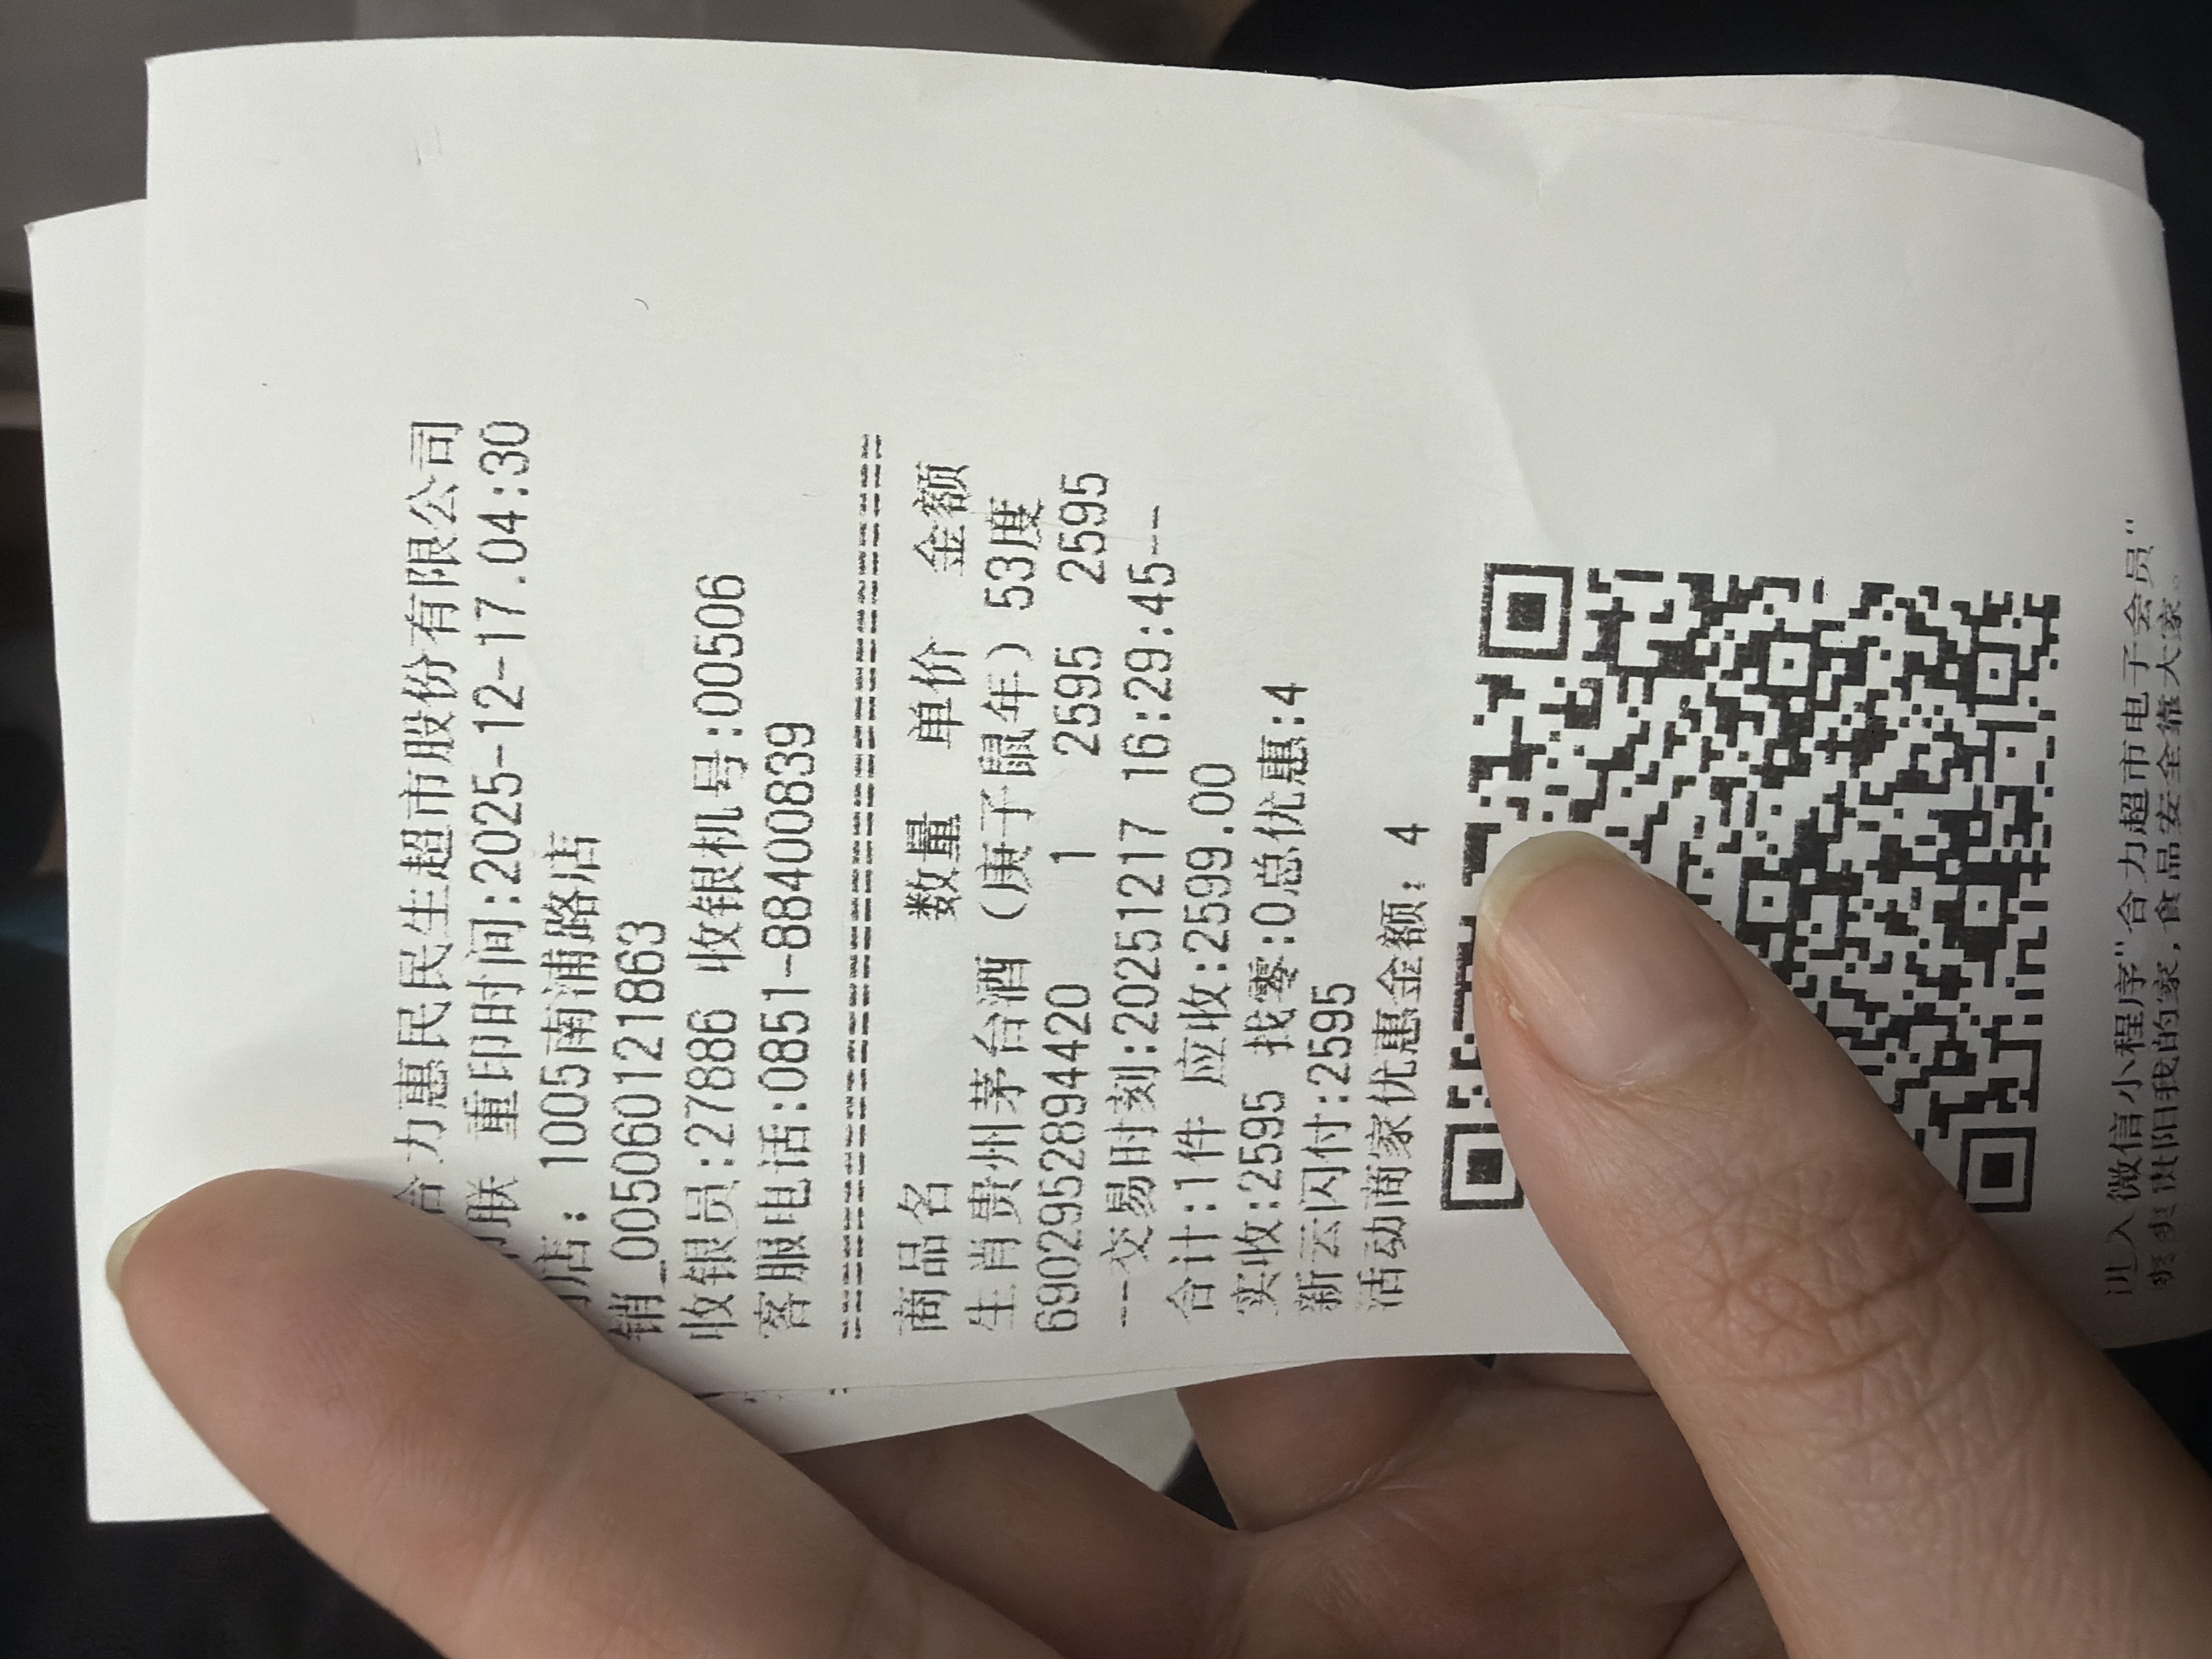 合力惠民民生超市股份有限公司
联 重印时间:2025-12-17.04:30
店: 1005南浦路店
销_005060121863
收银员:27886 收银机号:00506
客服电话:0851-88400839
================================
商品名 数量 单价 金额
生肖贵州茅台酒（庚子鼠年）53度
6902952894420 1 2595 2595
--交易时刻:20251217 16:29:45--
合计:1件 应收:2599.00
实收:2595 找零:0总优惠:4
新云闪付:2595
活动商家优惠金额: 4
进入微信小程序"合力超市电子会员"
贵阳我的家,食品安全靠大家。